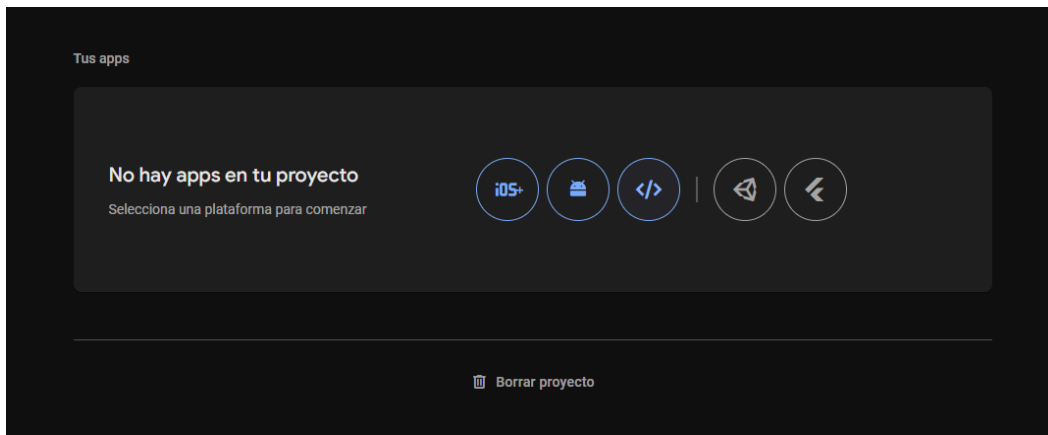 Tus apps
No hay apps en tu proyecto
Selecciona una plataforma para comenzar
iOS+
</>
Borrar proyecto